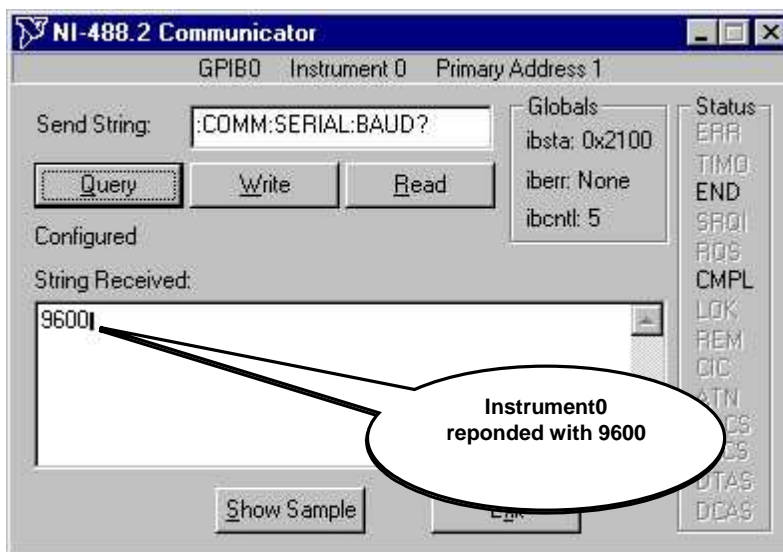 NI-488.2 Communicator
GPIB0 Instrument 0 Primary Address 1
Send String:
:COMM:SERIAL:BAUD?
Query
Write
Read
Configured
String Received:
9600
Globals
ibsta: 0x2100
iberr: None
ibcntl: 5
Status
ERR
TIMO
END
SRQI
RQS
CMPL
LOK
REM
CIC
ATN
DTAS
DCAS
Instrument0
reponded with 9600
Show Sample